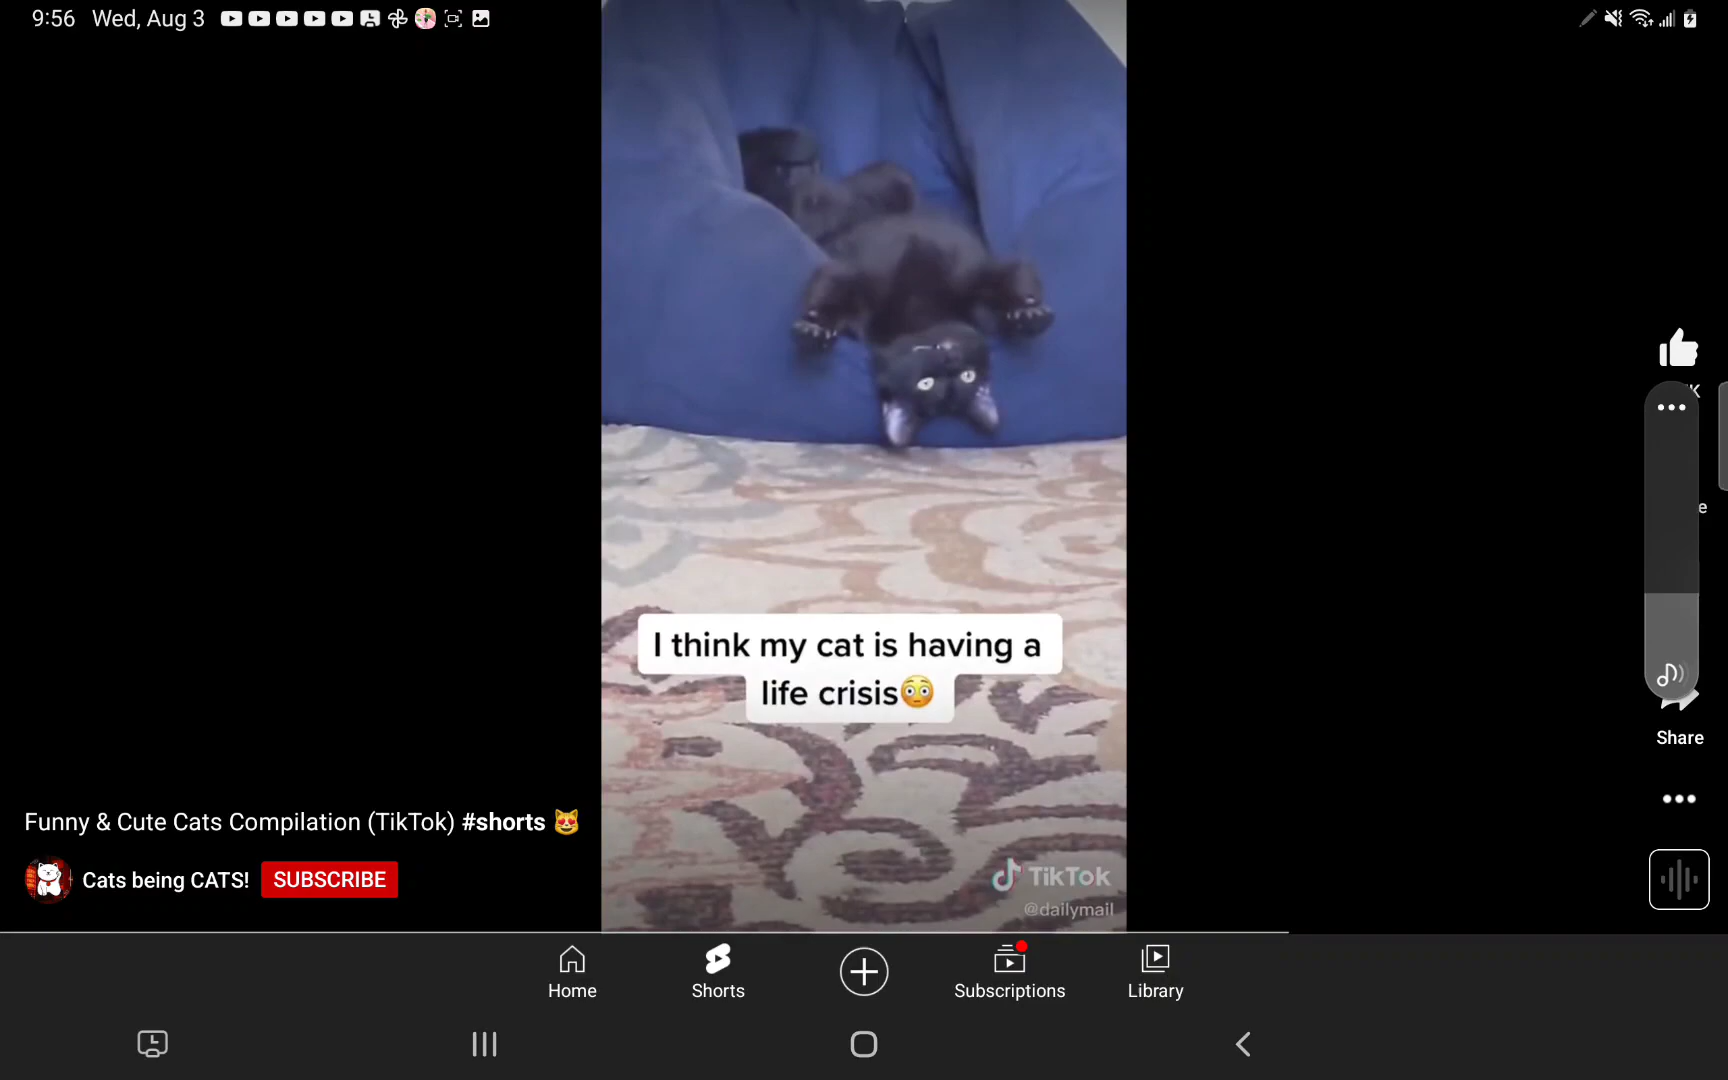 9:56 Wed, Aug 3
I think my cat is having a
life crisis😳
K
e
Share
Funny & Cute Cats Compilation (TikTok) #shorts 😻
Cats being CATS! SUBSCRIBE
TikTok
@dailymail
Home Shorts Subscriptions Library